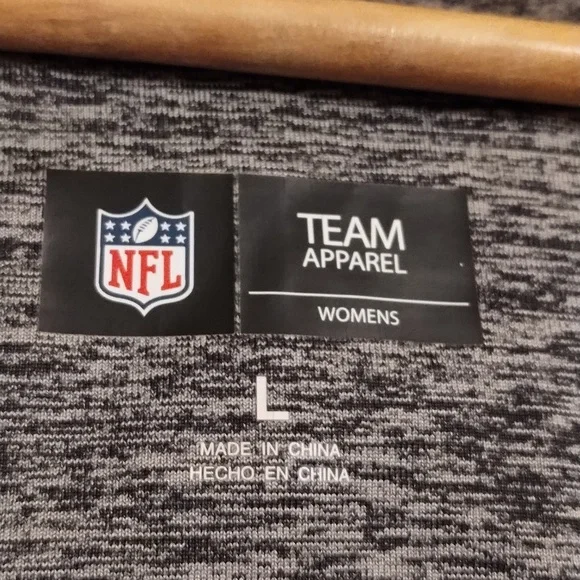 NFL
TEAM
APPAREL
WOMENS
L
MADE IN CHINA
HECHO EN CHINA